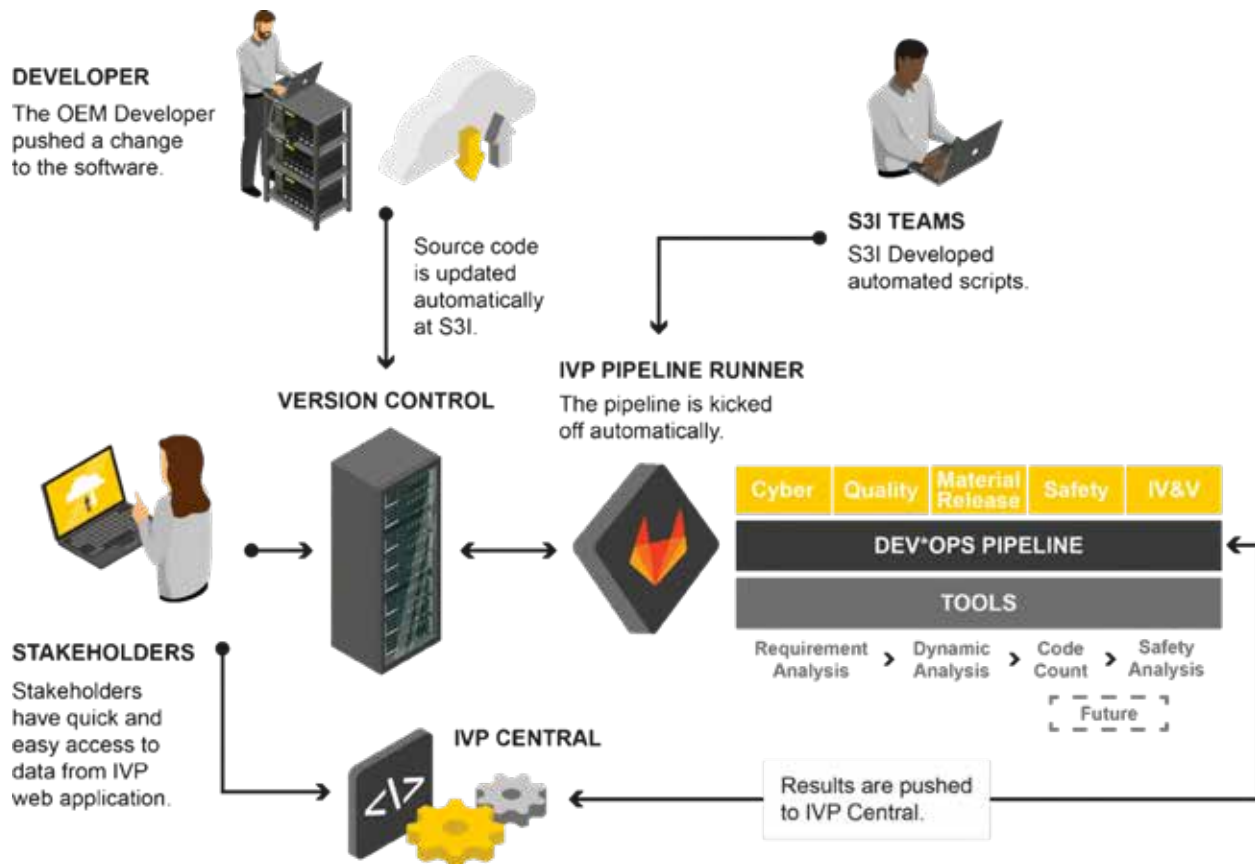 DEVELOPER
The OEM Developer
pushed a change
to the software.
Source code
is updated
automatically
at S3I.
S3I TEAMS
S3I Developed
automated scripts.
VERSION CONTROL
IVP PIPELINE RUNNER
The pipeline is kicked
off automatically.
Cyber
Quality
Material
Release
Safety
IV&V
DEV*OPS PIPELINE
TOOLS
Requirement
Analysis
>
Dynamic
Analysis
>
Code
Count
>
Safety
Analysis
Future
STAKEHOLDERS
Stakeholders
have quick and
easy access to
data from IVP
web application.
IVP CENTRAL
<\>
Results are pushed
to IVP Central.